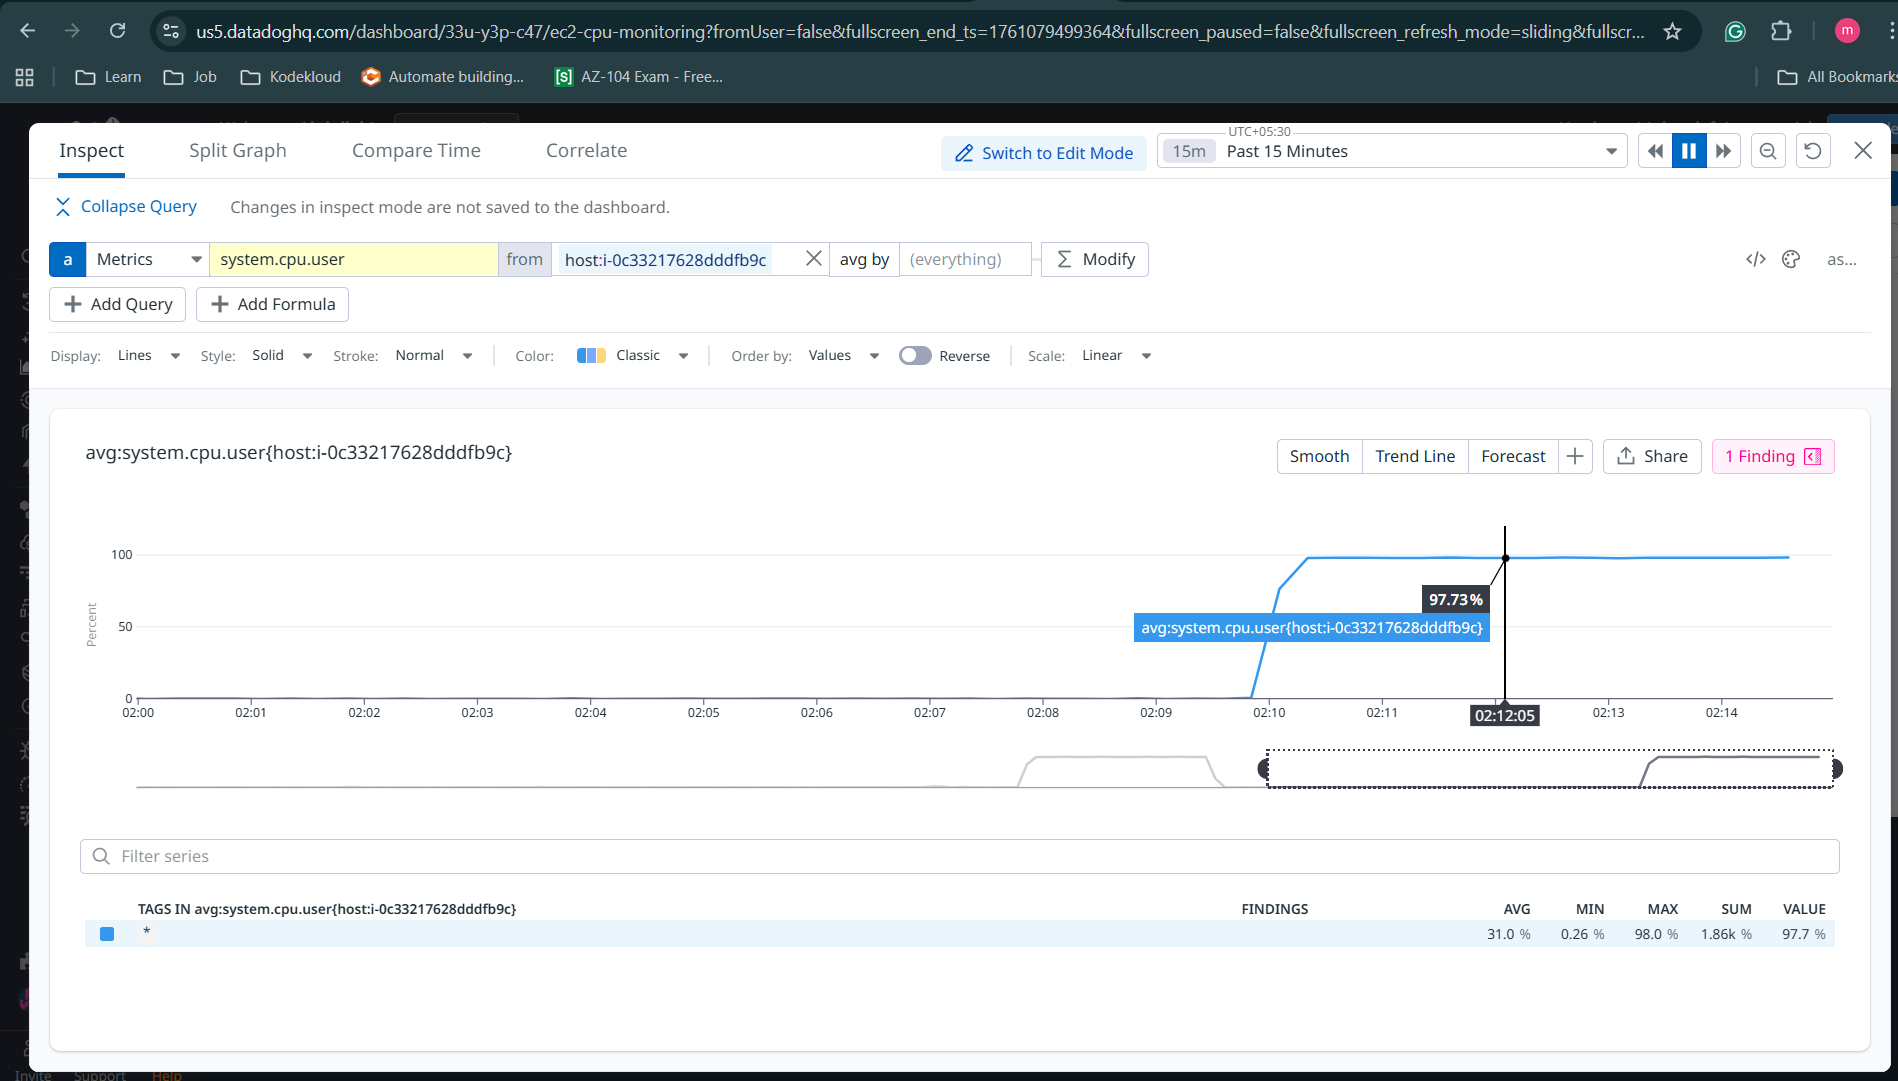 us5.datadoghq.com/dashboard/33u-y3p-c47/ec2-cpu-monitoring?fromUser=false&fullscreen_end_ts=1761079499364&fullscreen_paused=false&fullscreen_refresh_mode=sliding&fullscr...
m
Learn
Job
Kodekloud
Automate building...
AZ-104 Exam - Free...
All Bookmarks
Inspect
Split Graph
Compare Time
Correlate
Switch to Edit Mode
UTC+05:30
15m Past 15 Minutes
Collapse Query
Changes in inspect mode are not saved to the dashboard.
a Metrics system.cpu.user from host:i-0c33217628dddfb9c avg by (everything) Σ Modify
</> as...
Add Query
Add Formula
Display: Lines Style: Solid Stroke: Normal Color: Classic Order by: Values Reverse Scale: Linear
avg:system.cpu.user{host:i-0c33217628dddfb9c}
Smooth Trend Line Forecast Share 1 Finding
Percent
100
50
0
97.73%
avg:system.cpu.user{host:i-0c33217628dddfb9c}
02:00 02:01 02:02 02:03 02:04 02:05 02:06 02:07 02:08 02:09 02:10 02:11 02:12:05 02:13 02:14
Filter series
TAGS IN avg:system.cpu.user{host:i-0c33217628dddfb9c} FINDINGS AVG MIN MAX SUM VALUE
* 31.0 % 0.26 % 98.0 % 1.86k % 97.7 %
Invite Support Help